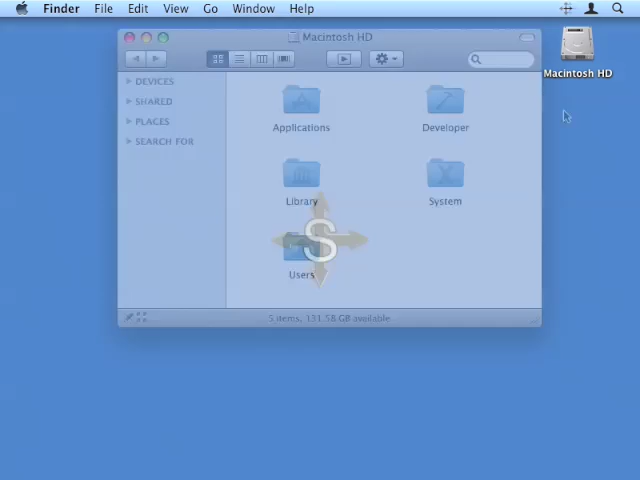 Finder File Edit View Go Window Help
Macintosh HD
Macintosh HD
DEVICES
SHARED
PLACES
SEARCH FOR
Applications
Developer
Library
System
S
Users
5 items, 131.58 GB available